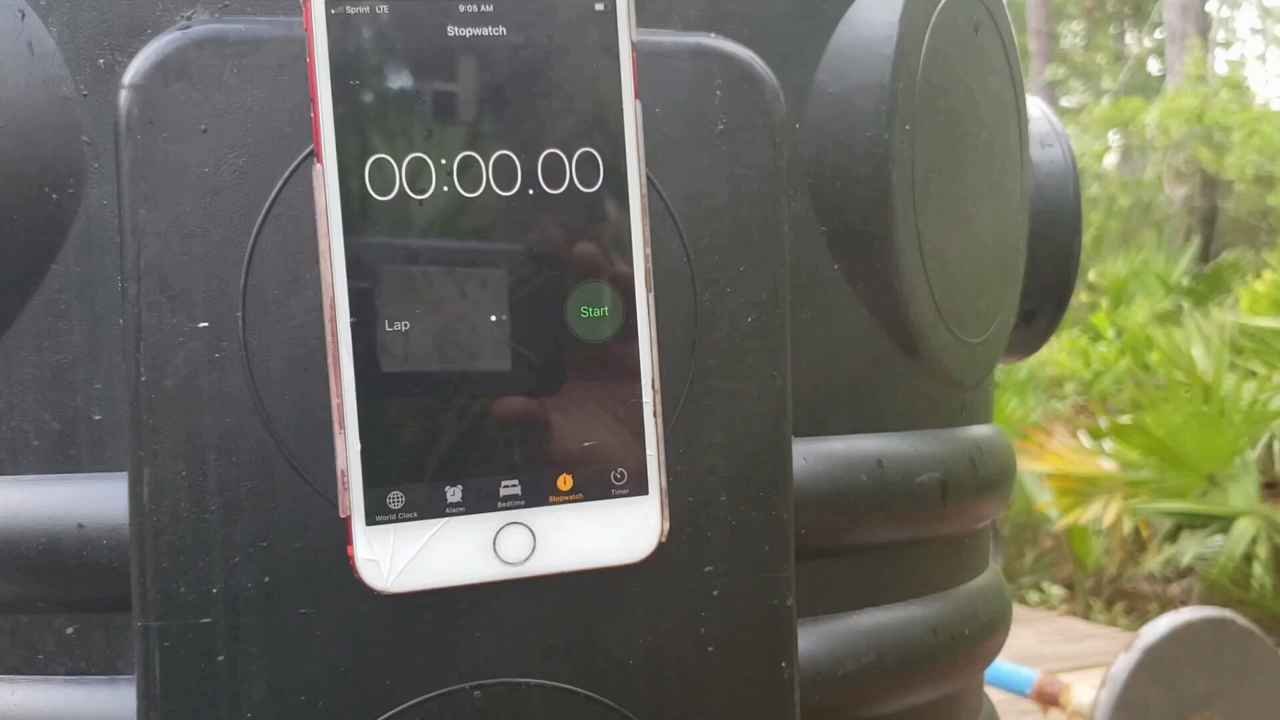 Sprint LTE 9:05 AM
Stopwatch
00:00.00
Lap Start
World Clock Alarm Bedtime Stopwatch Timer